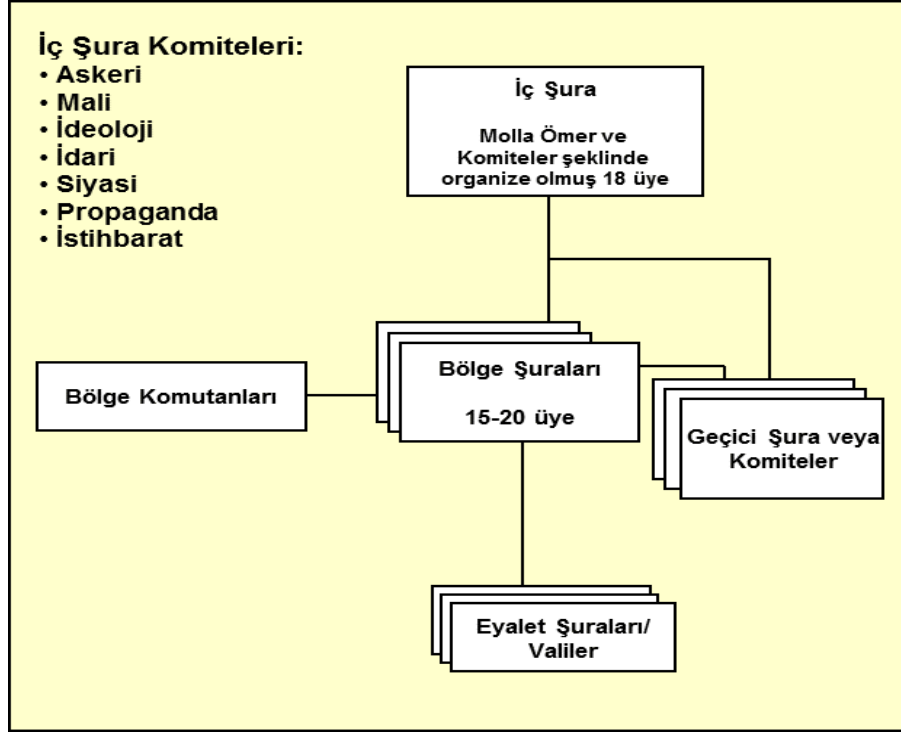 İç Şura Komiteleri:
• Askeri
• Mali
• İdeoloji
• İdari
• Siyasi
• Propaganda
• İstihbarat
İç Şura
Molla Ömer ve
Komiteler şeklinde
organize olmuş 18 üye
Bölge Komutanları
Bölge Şuraları
15-20 üye
Geçici Şura veya
Komiteler
Eyalet Şuraları/
Valiler